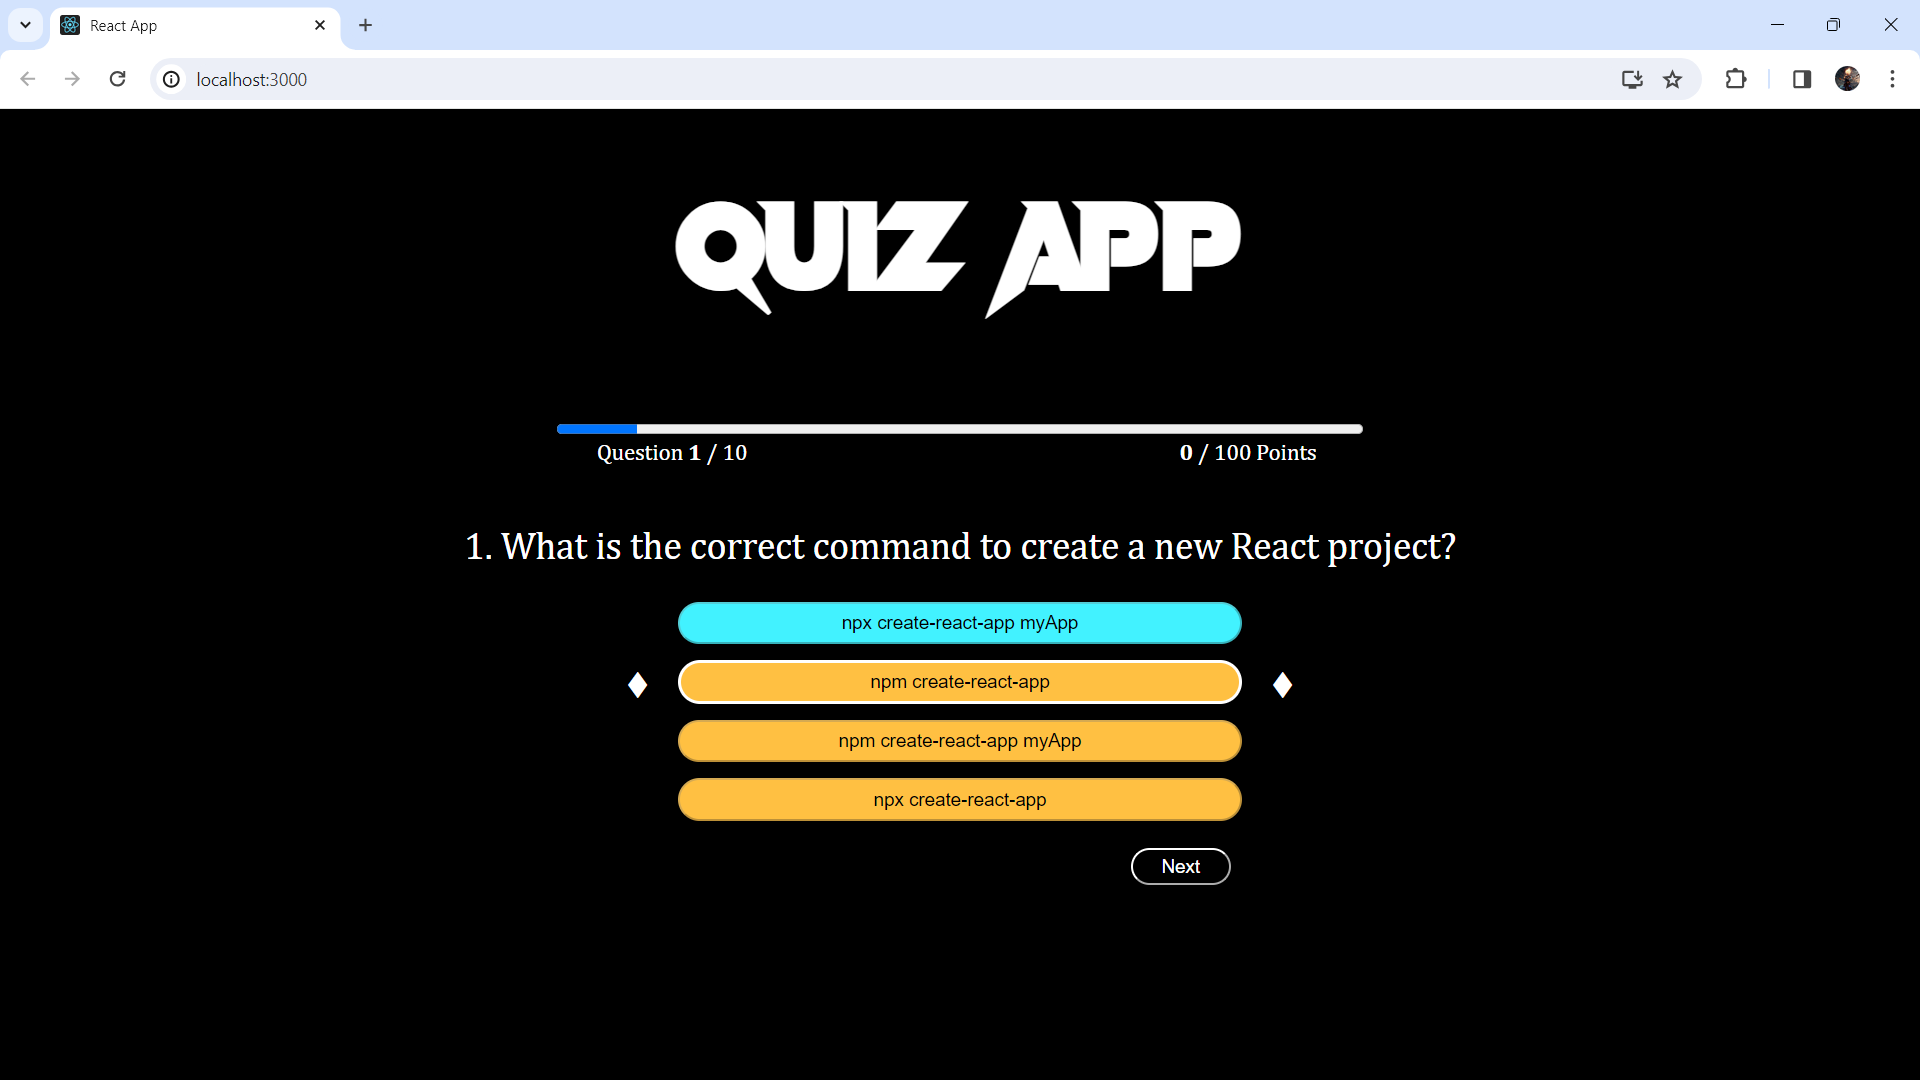 React App
localhost:3000
QUIZ APP
Question 1 / 10
0 / 100 Points
1. What is the correct command to create a new React project?
npx create-react-app myApp
npm create-react-app
npm create-react-app myApp
npx create-react-app
Next